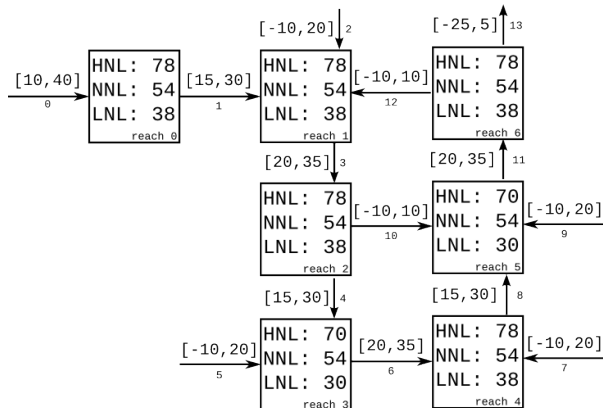 [10,40]
0
HNL: 78
NNL: 54
LNL: 38
reach 0
[15,30]
1
[-10,20]
2
HNL: 78
NNL: 54
LNL: 38
reach 1
[-10,10]
12
[-25,5]
13
HNL: 78
NNL: 54
LNL: 38
reach 6
[20,35]
3
[20,35]
11
HNL: 78
NNL: 54
LNL: 38
reach 2
[-10,10]
10
HNL: 70
NNL: 54
LNL: 30
reach 5
[-10,20]
9
[15,30]
4
[15,30]
8
[-10,20]
5
HNL: 70
NNL: 54
LNL: 30
reach 3
[20,35]
6
HNL: 78
NNL: 54
LNL: 38
reach 4
[-10,20]
7